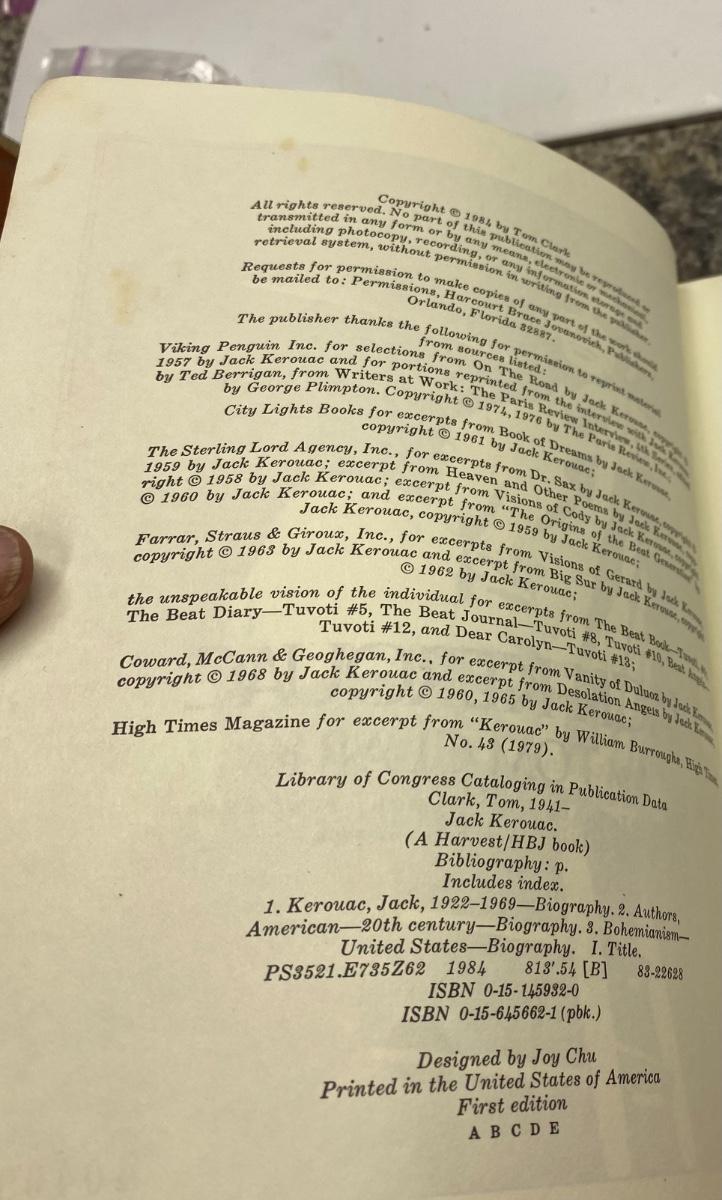 Copyright © 1984 by Tom Clark
All rights reserved. No part of this publication may be reproduced or
transmitted in any form or by any means, electronic or mechanical,
including photocopy, recording, or any information storage and
retrieval system, without permission in writing from the publisher.
Requests for permission to make copies of any part of the work should
be mailed to: Permissions, Harcourt Brace Jovanovich, Publishers,
Orlando, Florida 32887.
The publisher thanks the following for permission to reprint material
from sources listed:
Viking Penguin Inc. for selections from On The Road by Jack Kerouac, copyright ©
1957 by Jack Kerouac and for portions reprinted from the interview with Jack
by Ted Berrigan, from Writers at Work: The Paris Review Interview, 4th
by George Plimpton. Copyright © 1974, 1976 by The Paris Review, Inc.;
City Lights Books for excerpts from Book of Dreams by Jack Kerouac,
copyright © 1961 by Jack Kerouac;
The Sterling Lord Agency, Inc., for excerpts from Dr. Sax by Jack Kerouac, copyright ©
1959 by Jack Kerouac; excerpt from Heaven and Other Poems by Jack Kerouac,
right © 1958 by Jack Kerouac; excerpt from Visions of Cody by Jack Kerouac, copyright
© 1960 by Jack Kerouac; and excerpt from "The Origins of the Beat Generation"
Jack Kerouac, copyright © 1959 by Jack Kerouac;
Farrar, Straus & Giroux, Inc., for excerpts from Visions of Gerard by Jack Kerouac,
copyright © 1963 by Jack Kerouac and excerpt from Big Sur by Jack Kerouac, copyright
© 1962 by Jack Kerouac;
the unspeakable vision of the individual for excerpts from The Beat Book—Tuvoti
The Beat Diary—Tuvoti #5, The Beat Journal—Tuvoti #8, Tuvoti #10, Beat
Tuvoti #12, and Dear Carolyn—Tuvoti #13;
Coward, McCann & Geoghegan, Inc., for excerpt from Vanity of Duluoz by Jack Kerouac,
copyright © 1968 by Jack Kerouac and excerpt from Desolation Angels by Jack Kerouac,
copyright © 1960, 1965 by Jack Kerouac;
High Times Magazine for excerpt from "Kerouac" by William Burroughs, High Times,
No. 43 (1979).
Library of Congress Cataloging in Publication Data
Clark, Tom, 1941–
Jack Kerouac.
(A Harvest/HBJ book)
Bibliography: p.
Includes index.
1. Kerouac, Jack, 1922–1969—Biography. 2. Authors,
American—20th century—Biography. 3. Bohemianism—
United States—Biography. I. Title.
PS3521.E735Z62 1984 813'.54 [B] 83-22628
ISBN 0-15-145932-0
ISBN 0-15-645662-1 (pbk.)
Designed by Joy Chu
Printed in the United States of America
First edition
A B C D E